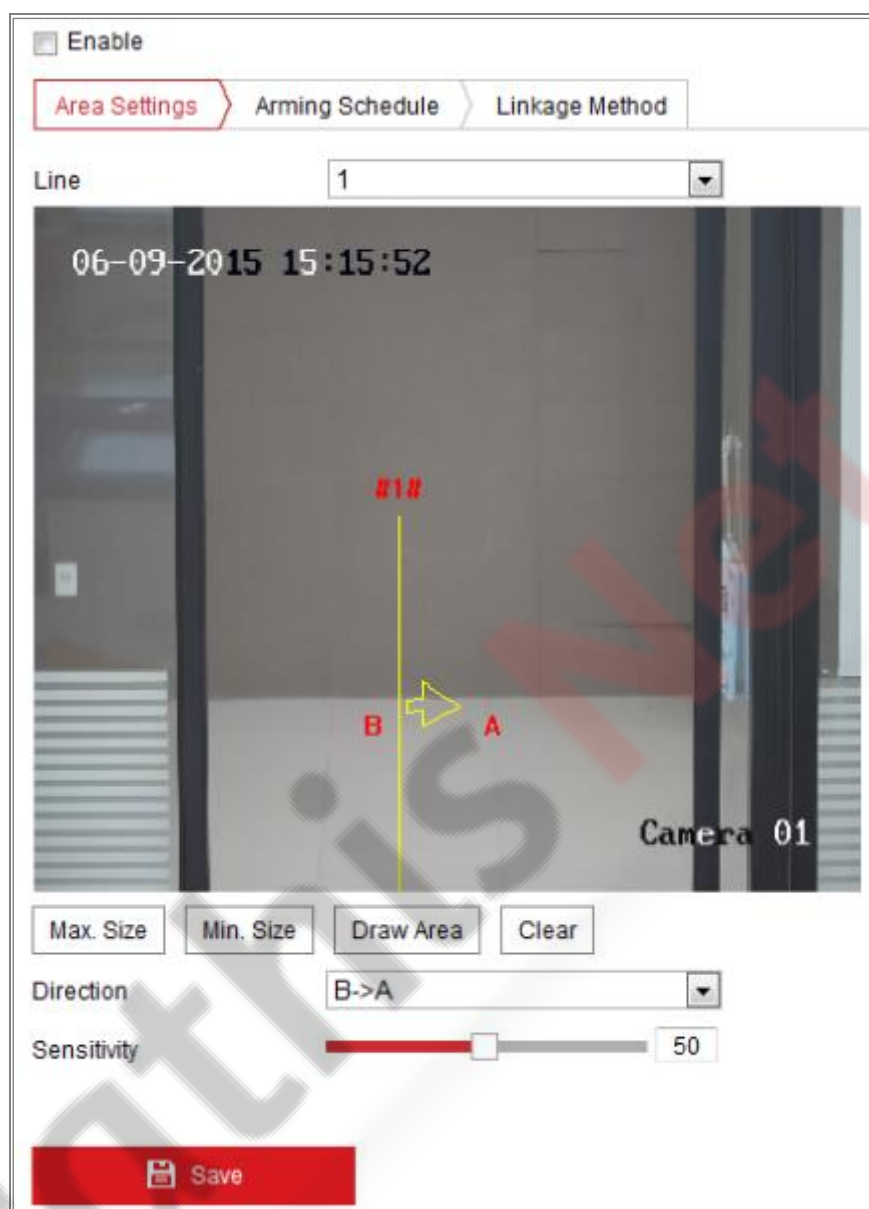 Enable
Area Settings Arming Schedule Linkage Method
Line 1
06-09-2015 15:15:52
#1#
B A
Camera 01
Max. Size Min. Size Draw Area Clear
Direction B->A
Sensitivity 50
Save
Net